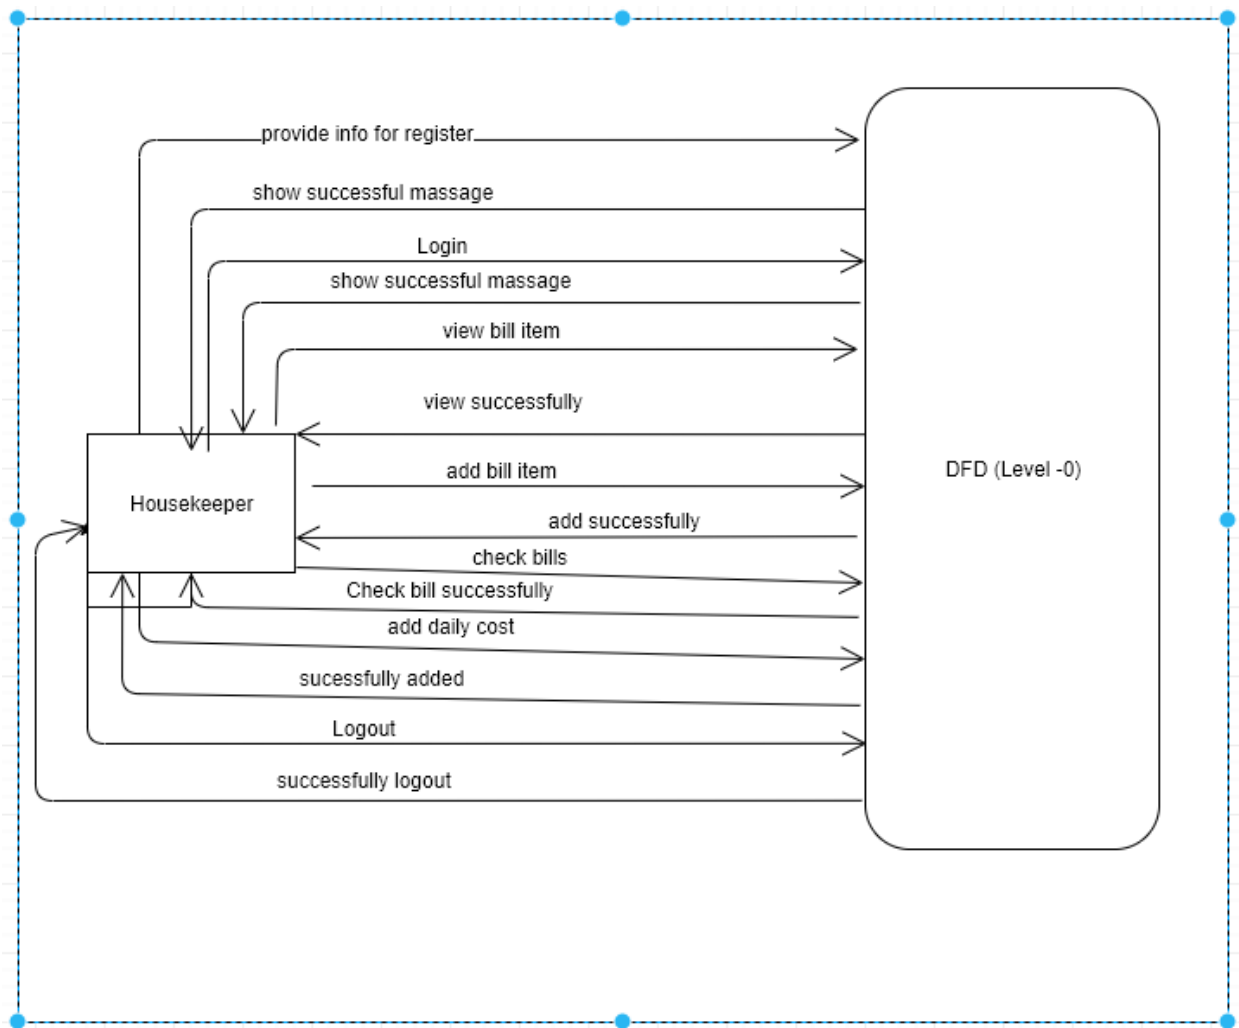 provide info for register
show successful massage
Login
show successful massage
view bill item
view successfully
add bill item
DFD (Level -0)
Housekeeper
add successfully
check bills
Check bill successfully
add daily cost
sucessfully added
Logout
successfully logout